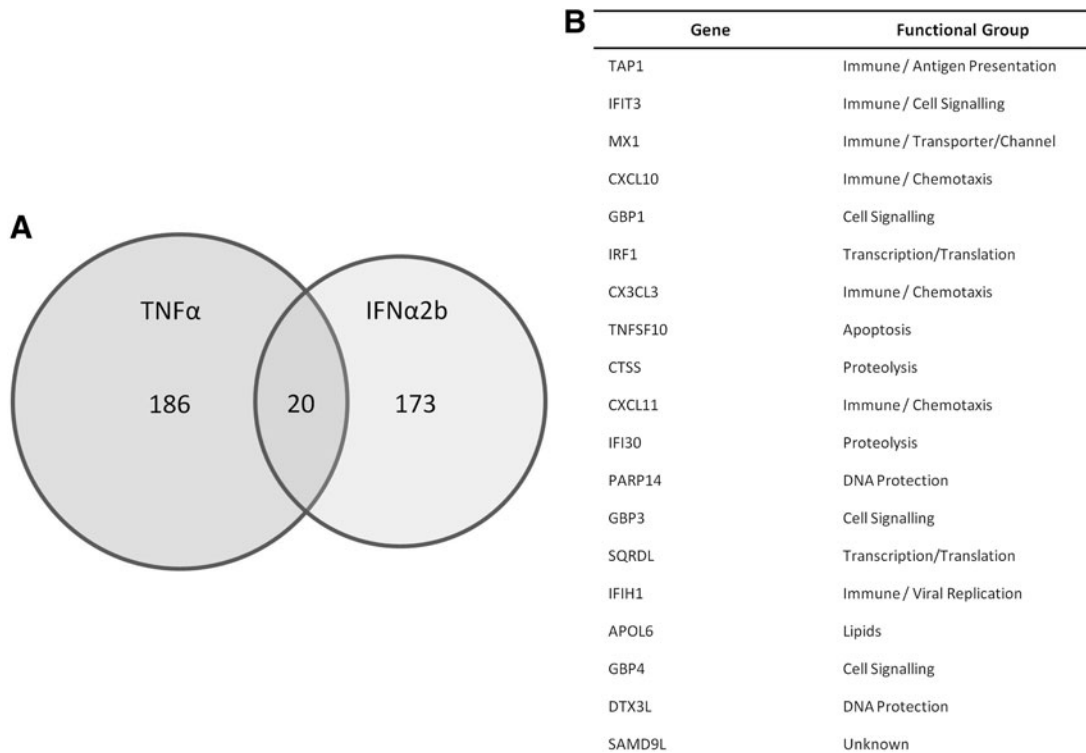 A
TNFα
IFNα2b
186
20
173
B
Gene Functional Group
TAP1 Immune / Antigen Presentation
IFIT3 Immune / Cell Signalling
MX1 Immune / Transporter/Channel
CXCL10 Immune / Chemotaxis
GBP1 Cell Signalling
IRF1 Transcription/Translation
CX3CL3 Immune / Chemotaxis
TNFSF10 Apoptosis
CTSS Proteolysis
CXCL11 Immune / Chemotaxis
IFI30 Proteolysis
PARP14 DNA Protection
GBP3 Cell Signalling
SQRDL Transcription/Translation
IFIH1 Immune / Viral Replication
APOL6 Lipids
GBP4 Cell Signalling
DTX3L DNA Protection
SAMD9L Unknown